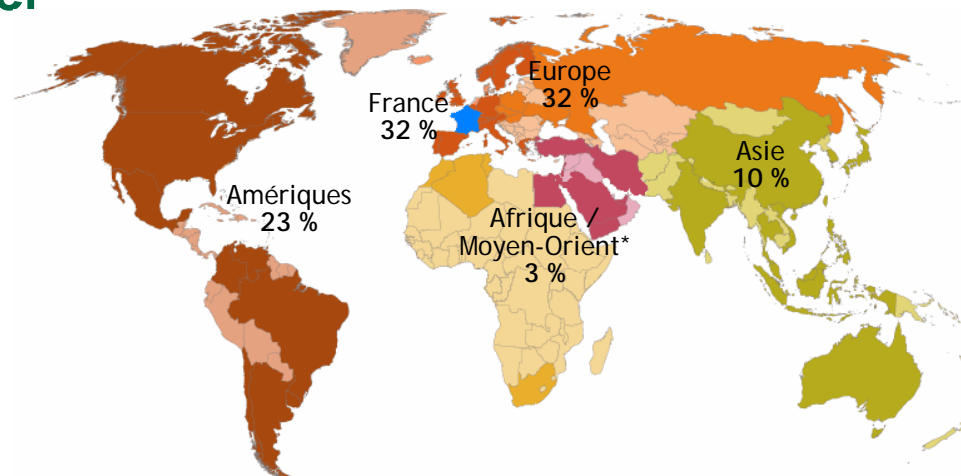 Europe
32 %
France
32 %
Asie
10 %
Amériques
23 %
Afrique /
Moyen-Orient*
3 %